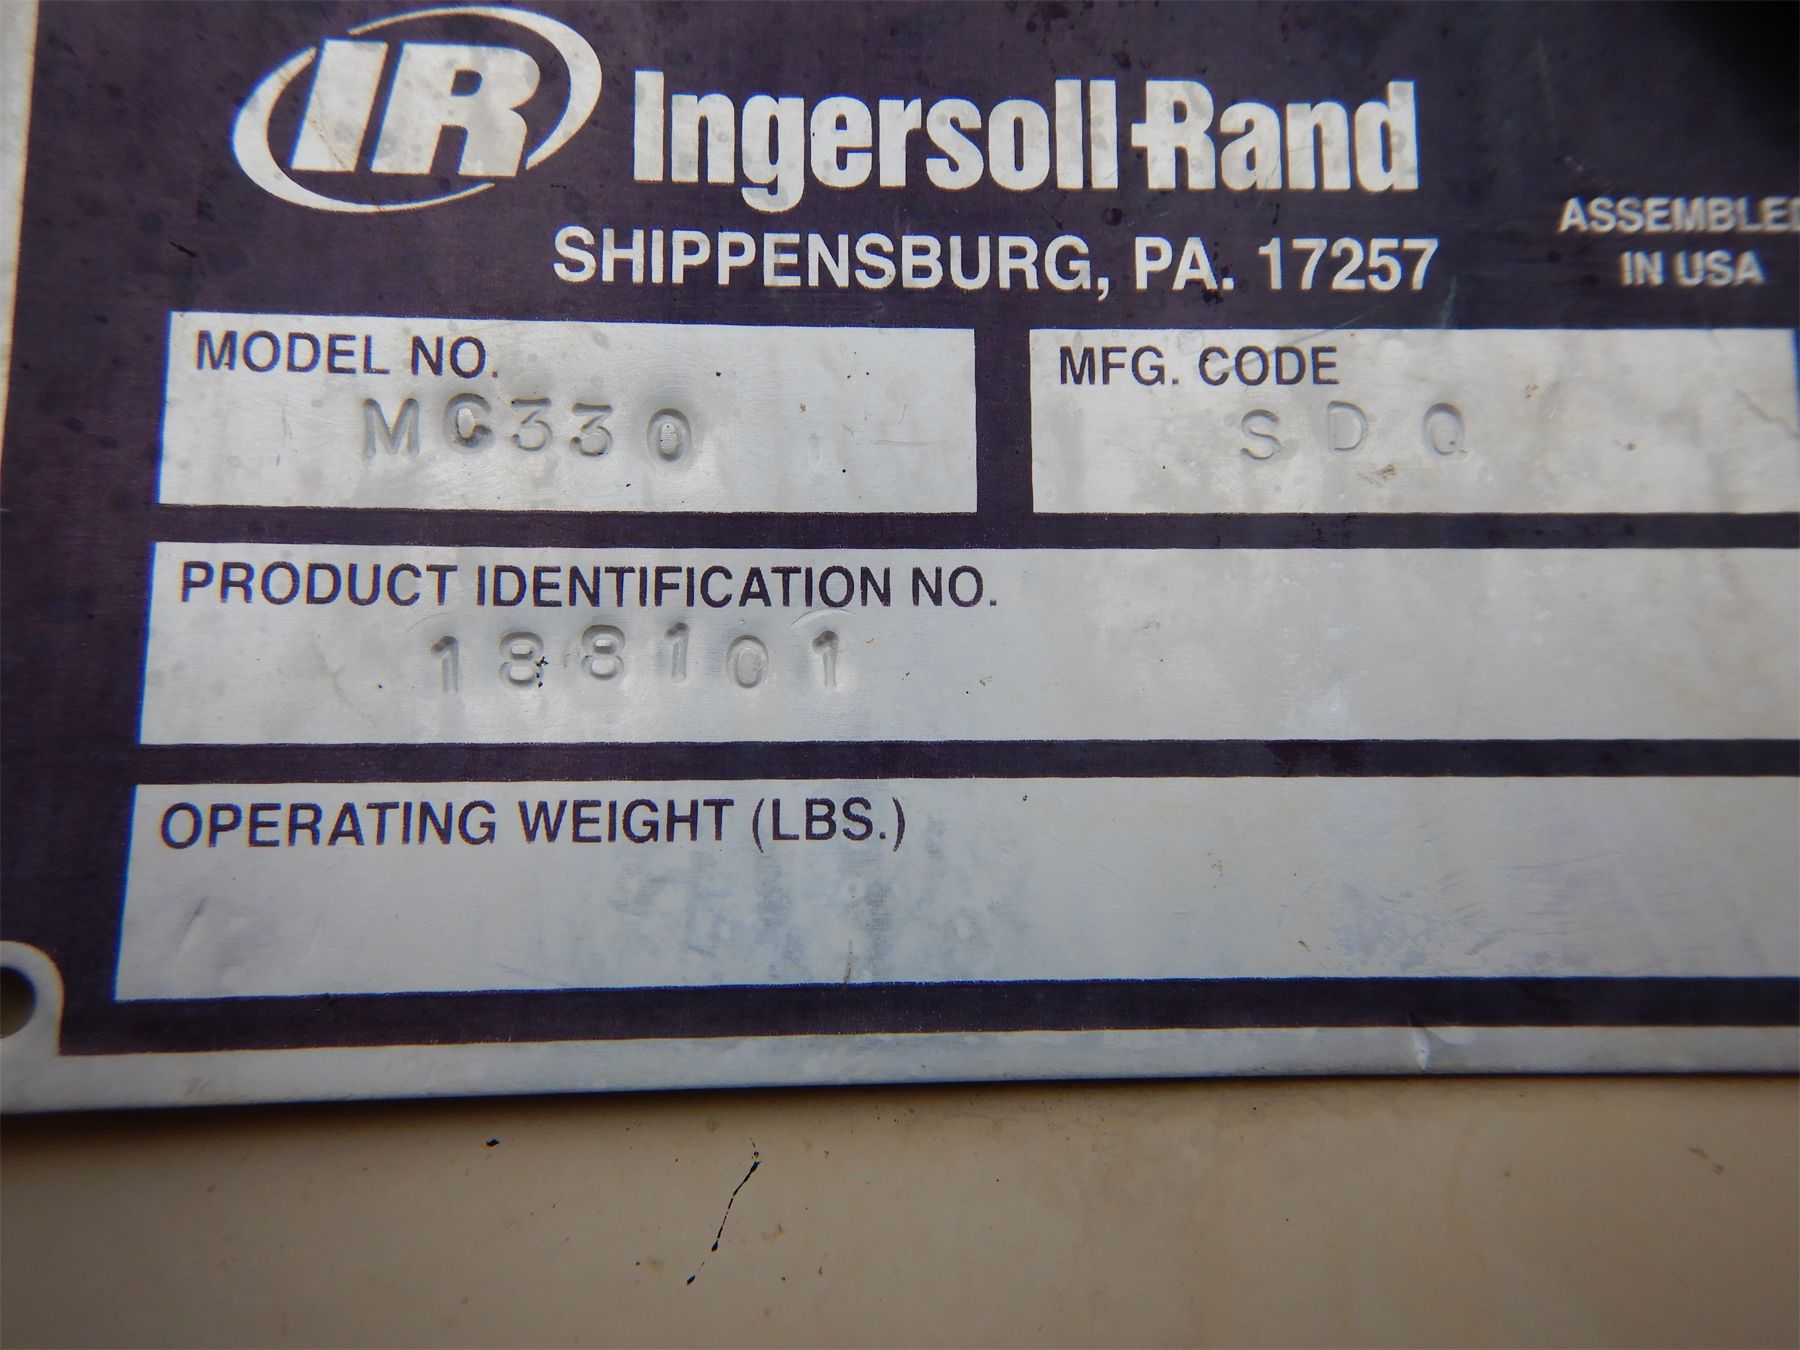 IR Ingersoll-Rand
SHIPPENSBURG, PA. 17257
ASSEMBLED
IN USA
MODEL NO.
MC330
MFG. CODE
SDQ
PRODUCT IDENTIFICATION NO.
188101
OPERATING WEIGHT (LBS.)